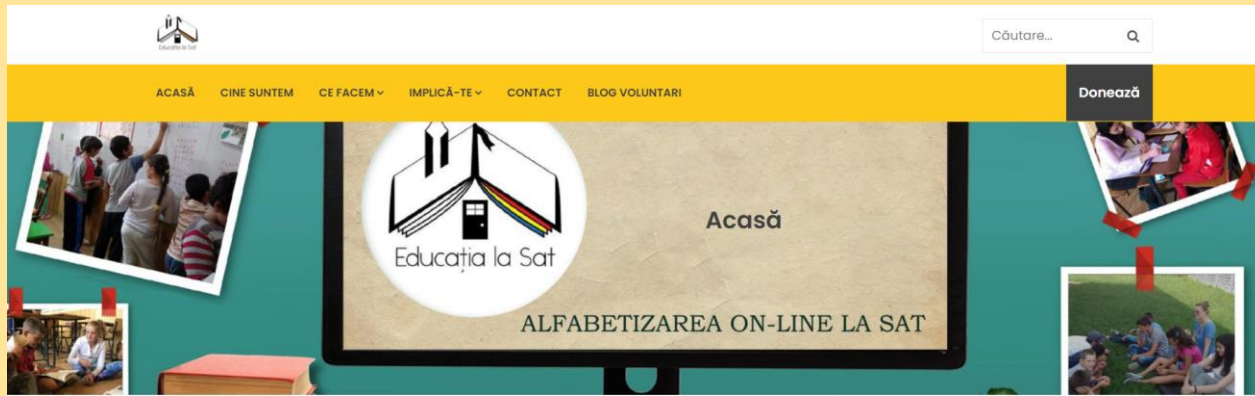 Educația la Sat
Căutare...
ACASĂ CINE SUNTEM CE FACEM IMPLICĂ-TE CONTACT BLOG VOLUNTARI Donează
Educația la Sat
Acasă
ALFABETIZAREA ON-LINE LA SAT